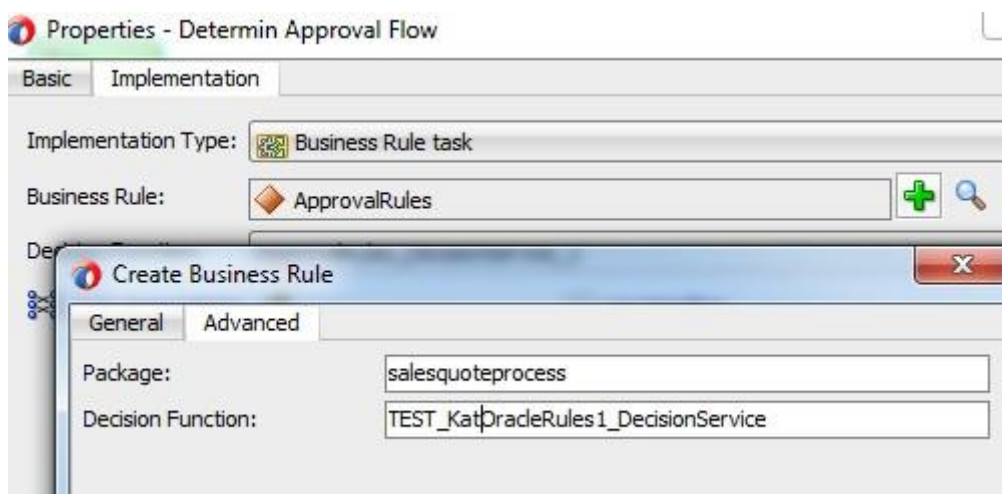 Properties - Determin Approval Flow
Basic Implementation
Implementation Type: Business Rule task
Business Rule: ApprovalRules
Create Business Rule
General Advanced
Package: salesquoteprocess
Decision Function: TEST_KatOracleRules1_DecisionService